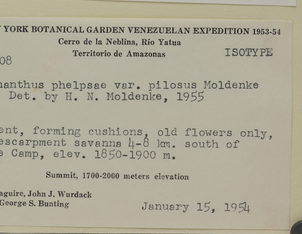 YORK BOTANICAL GARDEN VENEZUELAN EXPEDITION 1953-54
Cerro de la Neblina, Río Yatua
Territorio de Amazonas
ISOTYPE
08
anthus phelpsae var. pilosus Moldenke
Det. by H. N. Moldenke, 1955
ent, forming cushions, old flowers only,
escarpment savanna 4-8 km. south of
Camp, elev. 1850-1900 m.
Summit, 1700-2000 meters elevation
aguire, John J. Wurdack
George S. Bunting
January 15, 1954